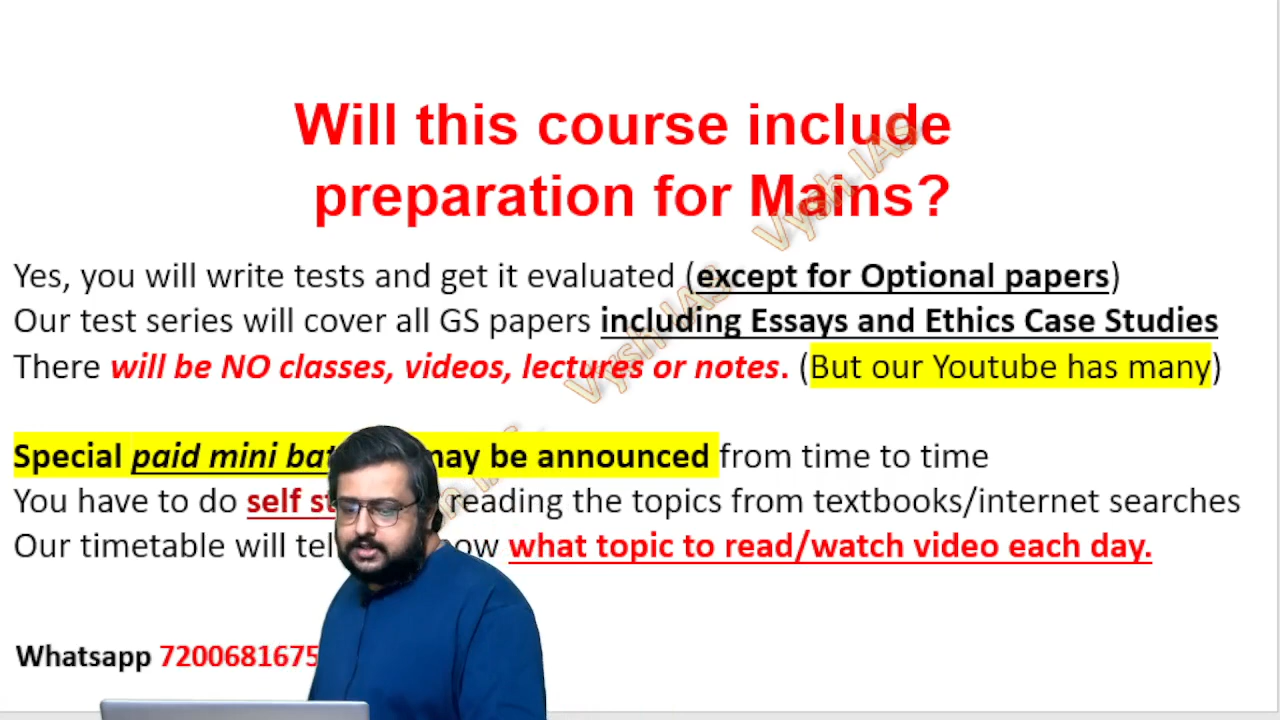 Will this course include
preparation for Mains?
Yes, you will write tests and get it evaluated (except for Optional papers)
Our test series will cover all GS papers including Essays and Ethics Case Studies
There will be NO classes, videos, lectures or notes. (But our Youtube has many)
Special paid mini may be announced from time to time
You have to do self reading the topics from textbooks/internet searches
Our timetable will what topic to read/watch video each day.
Whatsapp 7200681675
Vysh IAS
Vysh IAS